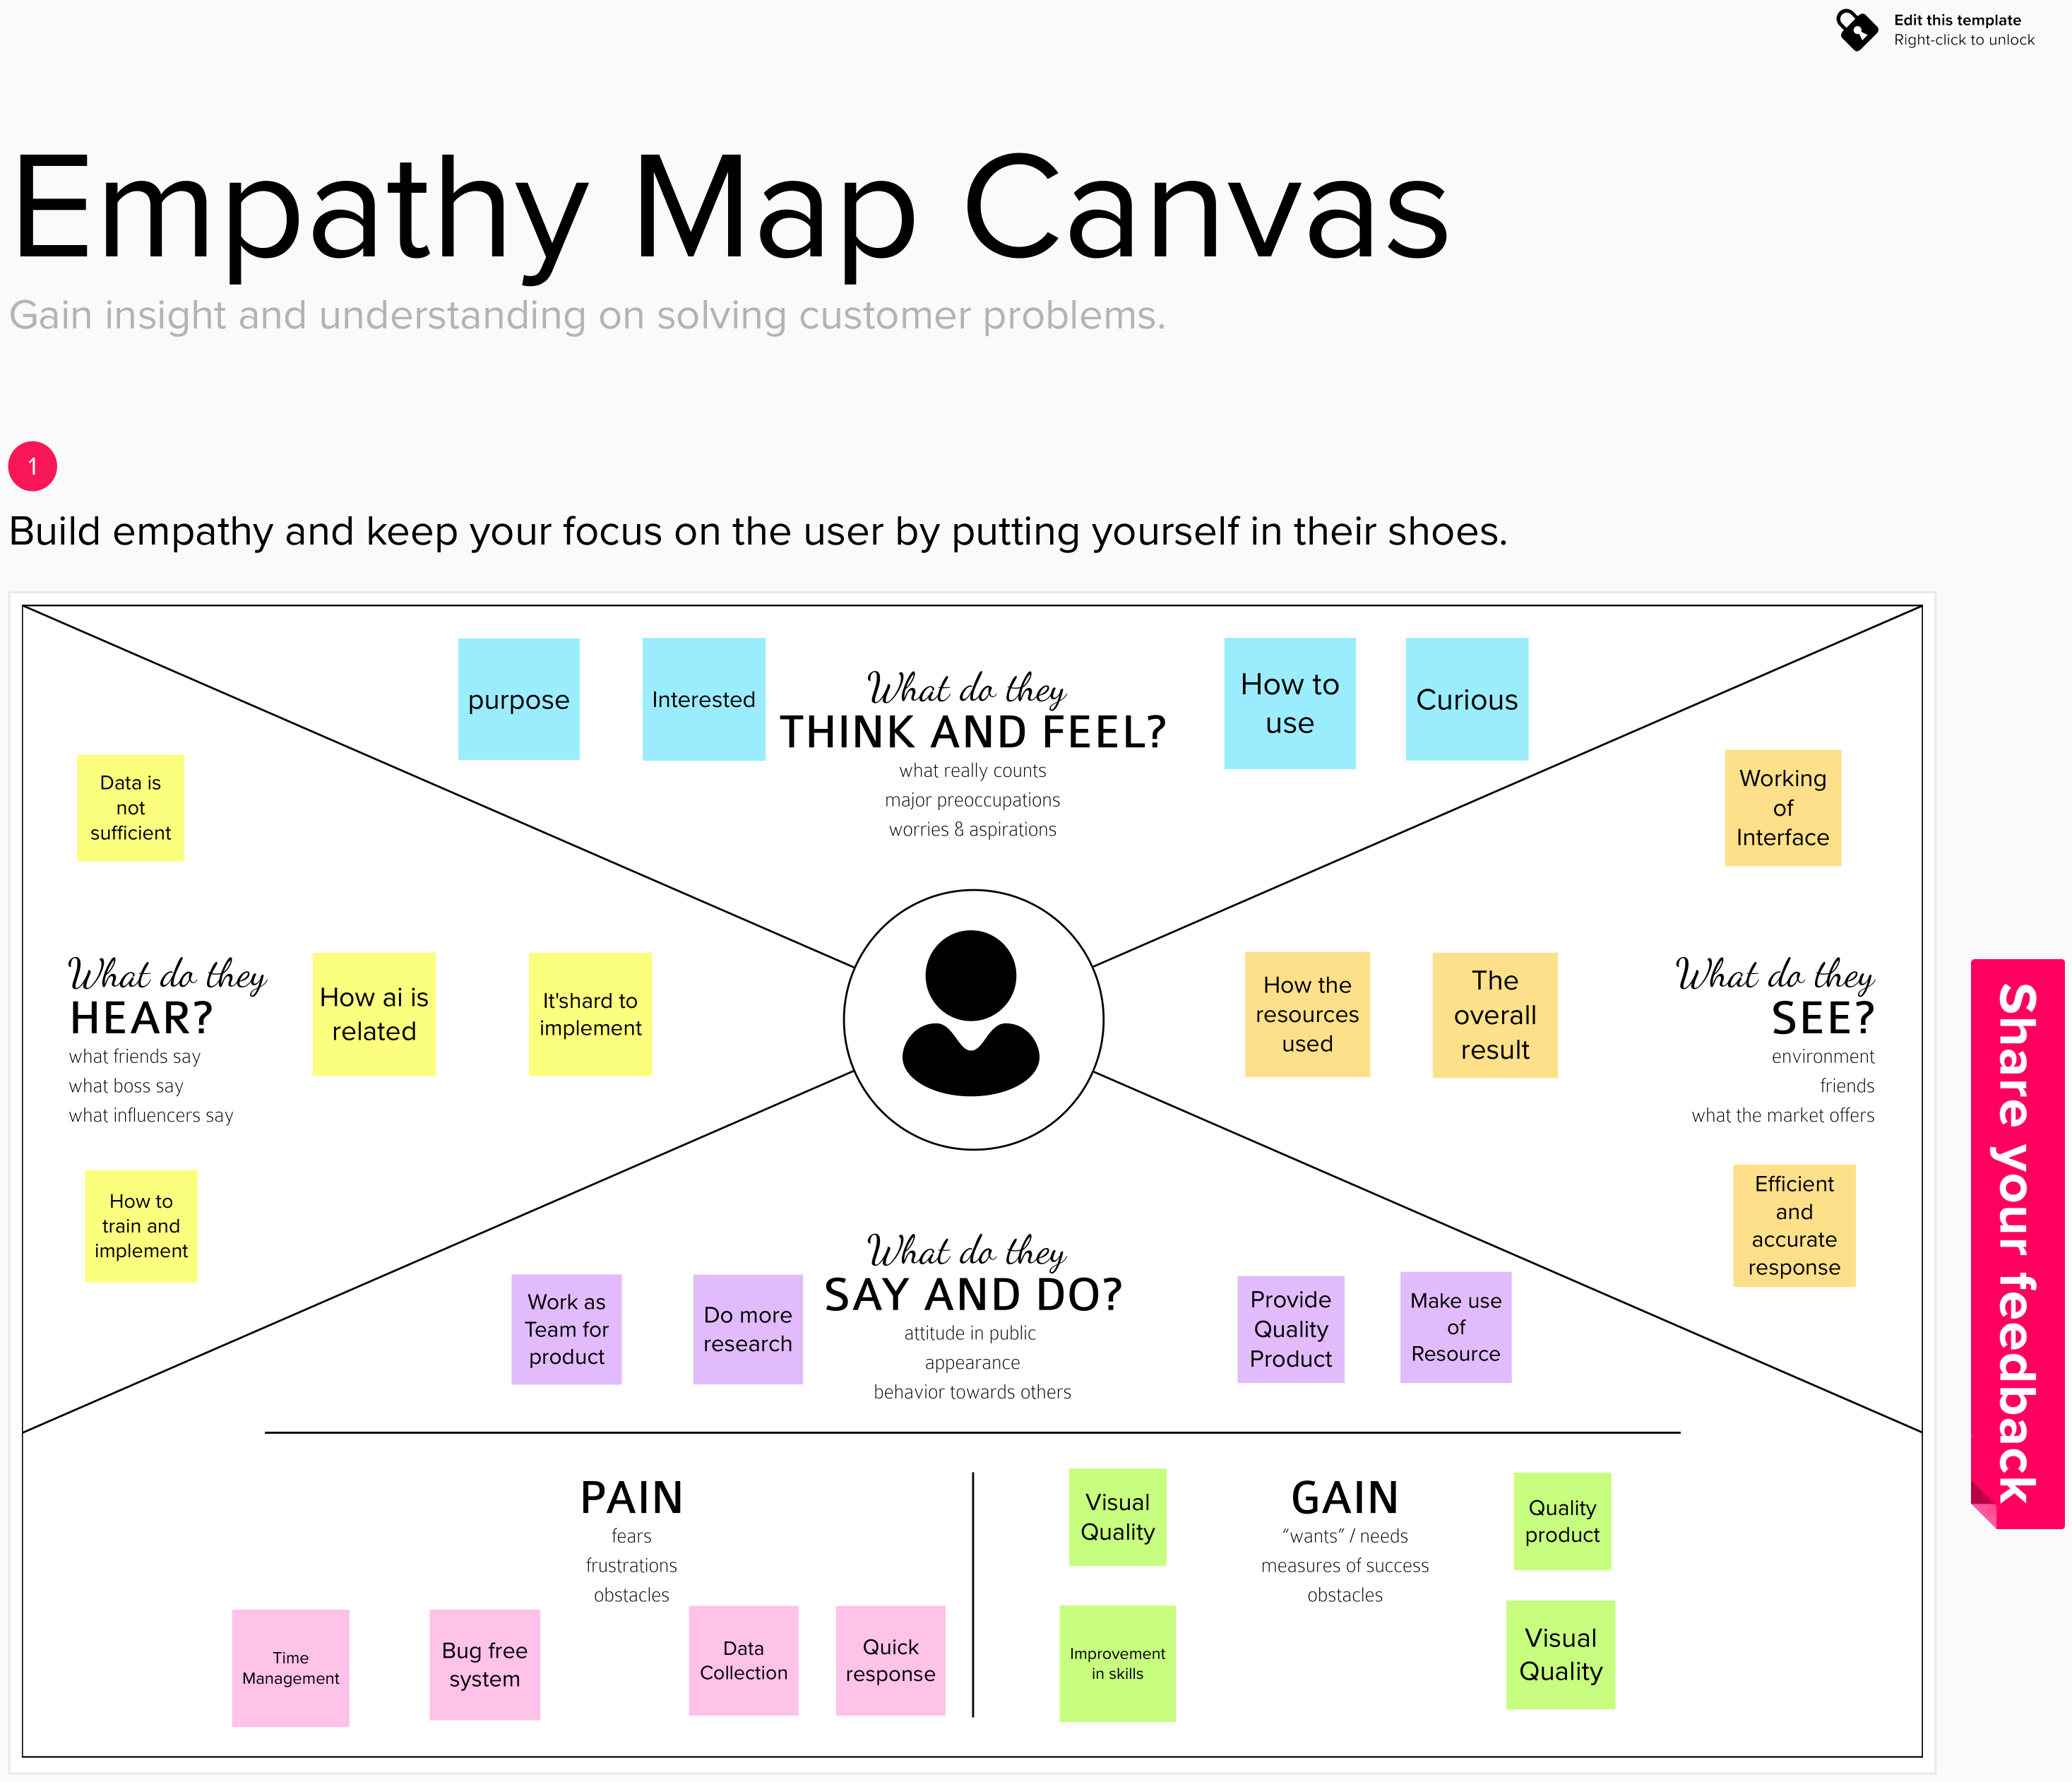 Edit this template
Right-click to unlock
Empathy Map Canvas
Gain insight and understanding on solving customer problems.
1
Build empathy and keep your focus on the user by putting yourself in their shoes.
purpose
Interested
What do they
THINK AND FEEL?
what really counts
major preoccupations
worries & aspirations
How to
use
Curious
Data is
not
sufficient
What do they
HEAR?
what friends say
what boss say
what influencers say
How ai is
related
It'shard to
implement
How to
train and
implement
Working
of
Interface
How the
resources
used
The
overall
result
What do they
SEE?
environment
friends
what the market offers
Efficient
and
accurate
response
Work as
Team for
product
Do more
research
What do they
SAY AND DO?
attitude in public
appearance
behavior towards others
Provide
Quality
Product
Make use
of
Resource
PAIN
fears
frustrations
obstacles
Time
Management
Bug free
system
Data
Collection
Quick
response
Visual
Quality
GAIN
“wants” / needs
measures of success
obstacles
Quality
product
Improvement
in skills
Visual
Quality
Share your feedback